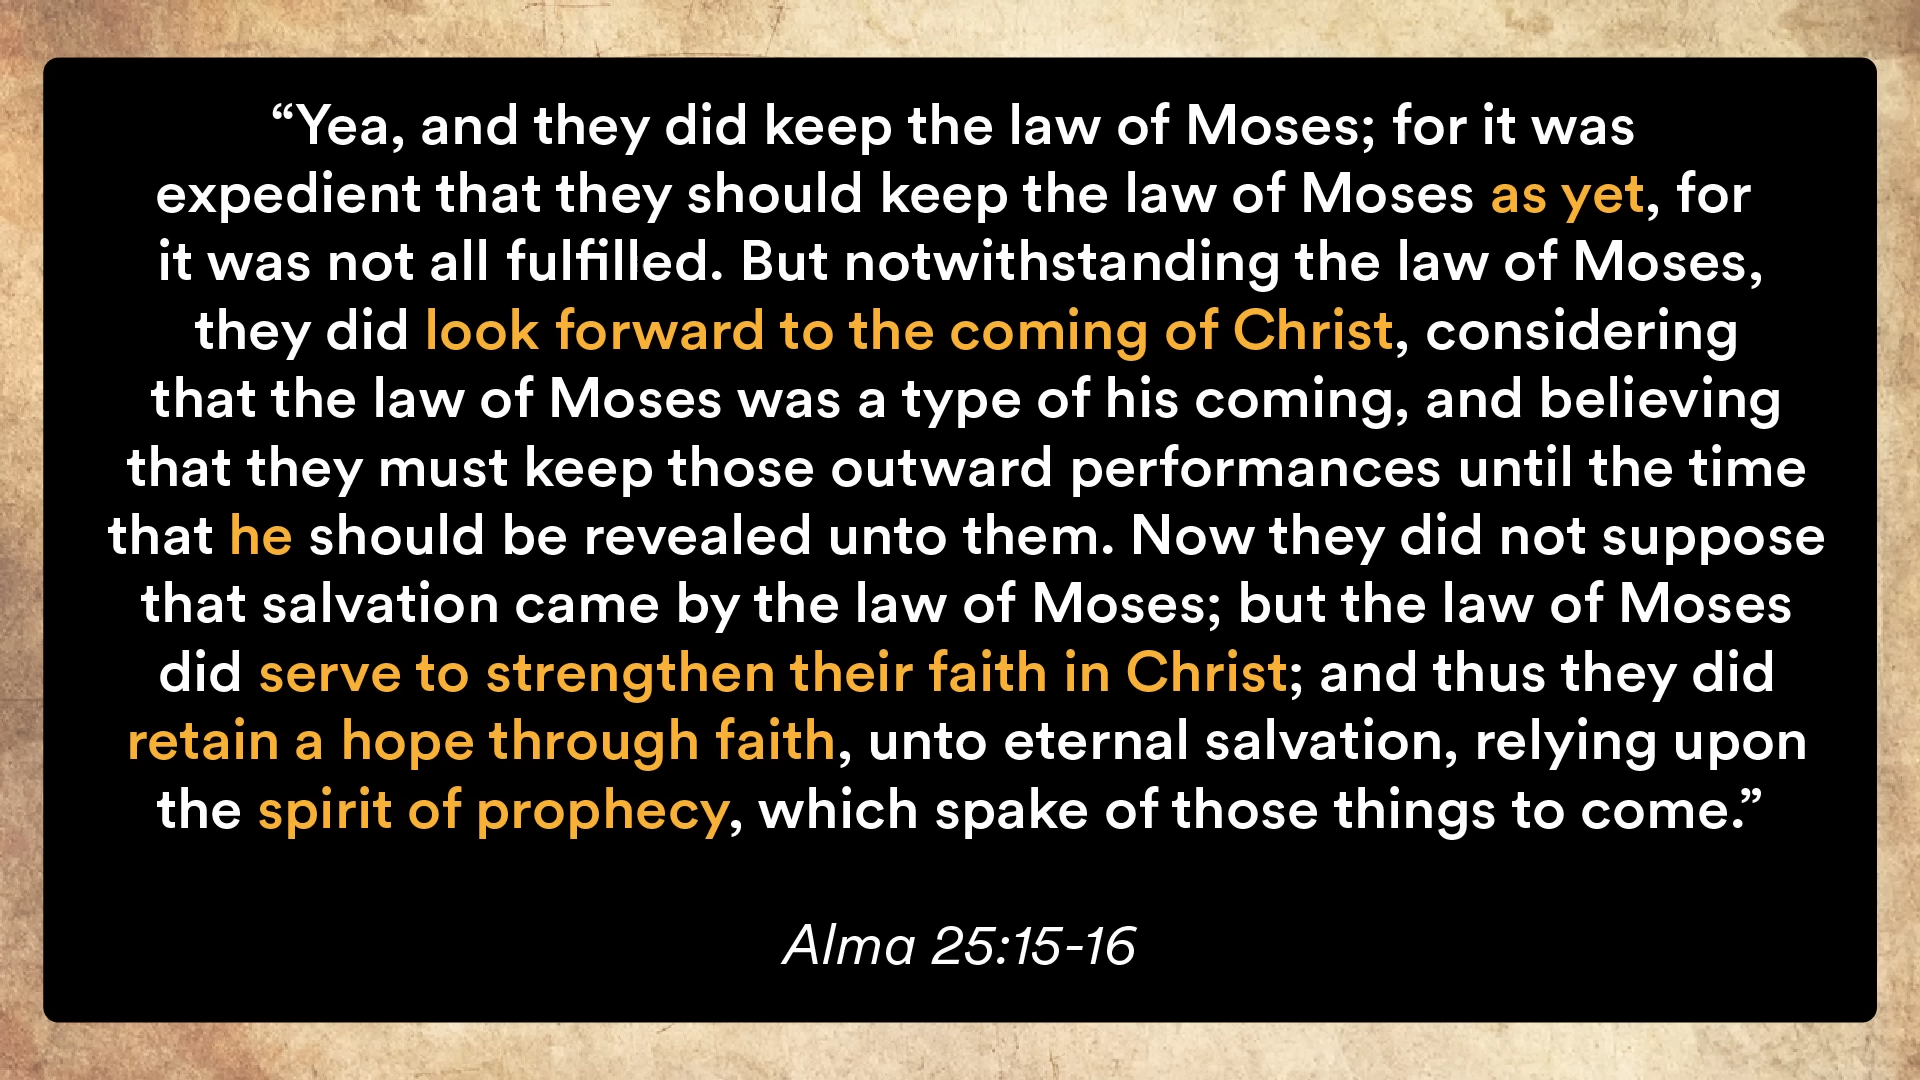 “Yea, and they did keep the law of Moses; for it was
expedient that they should keep the law of Moses as yet, for
it was not all fulfilled. But notwithstanding the law of Moses,
they did look forward to the coming of Christ, considering
that the law of Moses was a type of his coming, and believing
that they must keep those outward performances until the time
that he should be revealed unto them. Now they did not suppose
that salvation came by the law of Moses; but the law of Moses
did serve to strengthen their faith in Christ; and thus they did
retain a hope through faith, unto eternal salvation, relying upon
the spirit of prophecy, which spake of those things to come.”
Alma 25:15-16